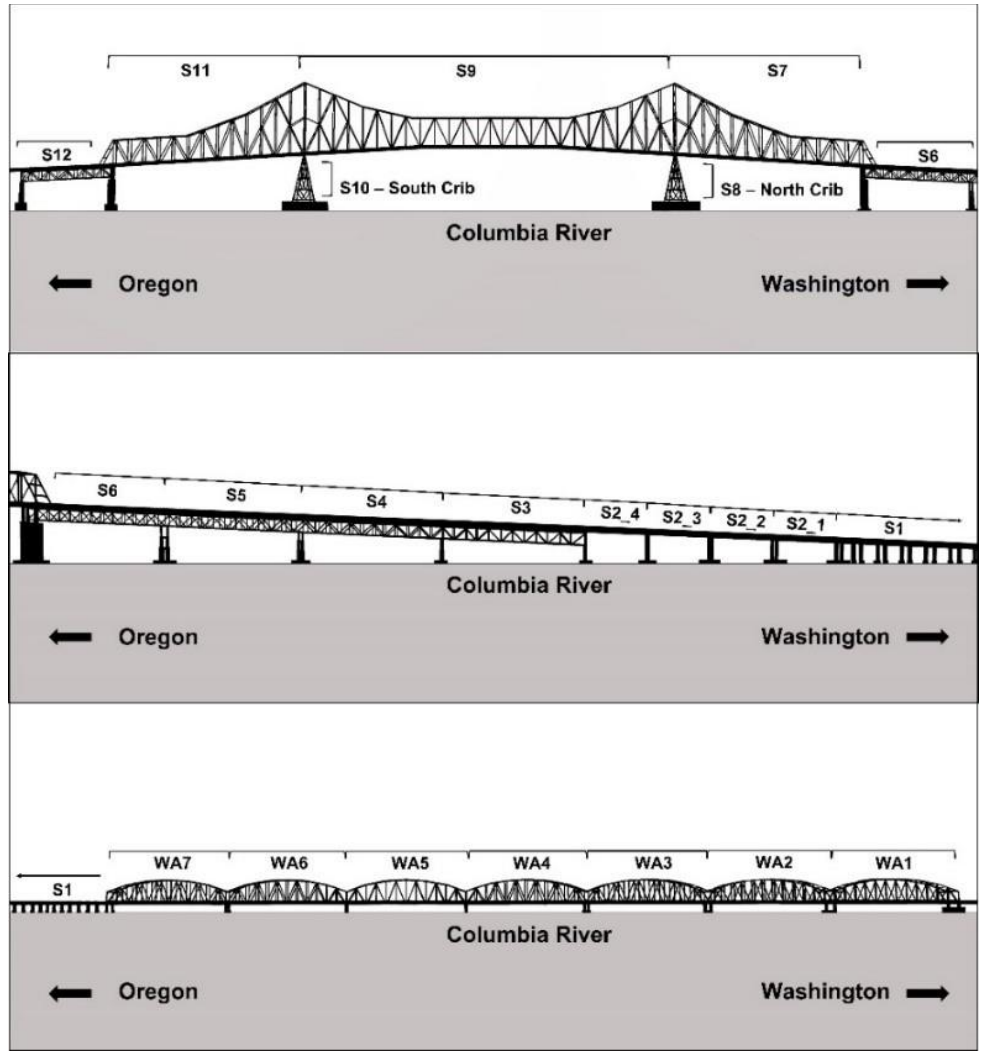 S11 S9 S7
S12 S6
S10 – South Crib
S8 – North Crib
Columbia River
Oregon Washington
S6 S5 S4 S3 S2_4 S2_3 S2_2 S2_1 S1
Columbia River
Oregon Washington
WA7 WA6 WA5 WA4 WA3 WA2 WA1
S1
Columbia River
Oregon Washington